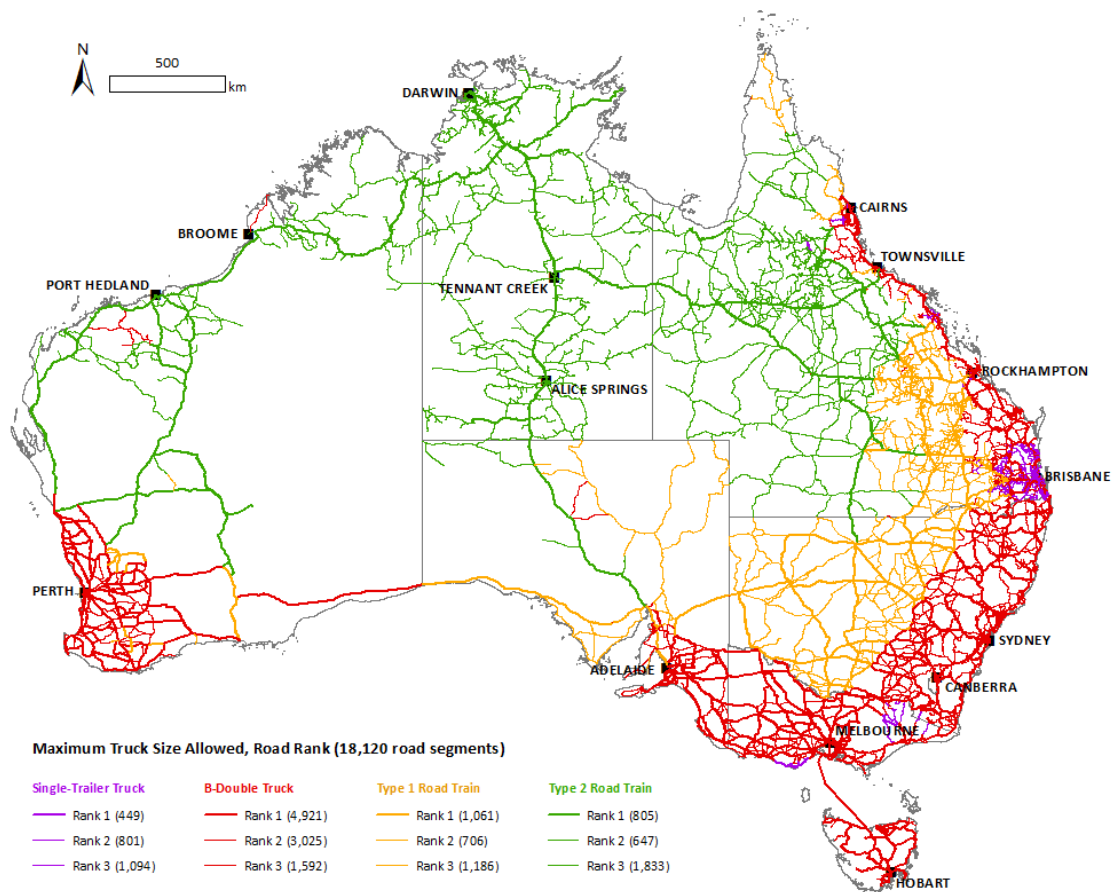 N
500
km
DARWIN
CAIRNS
BROOME
TOWNSVILLE
TENNANT CREEK
PORT HEDLAND
ROCKHAMPTON
ALICE SPRINGS
BRISBANE
PERTH
SYDNEY
ADELAIDE
CANBERRA
MELBOURNE
HOBART
Maximum Truck Size Allowed, Road Rank (18,120 road segments)
Single-Trailer Truck B-Double Truck Type 1 Road Train Type 2 Road Train
Rank 1 (449) Rank 1 (4,921) Rank 1 (1,061) Rank 1 (805)
Rank 2 (801) Rank 2 (3,025) Rank 2 (706) Rank 2 (647)
Rank 3 (1,094) Rank 3 (1,592) Rank 3 (1,186) Rank 3 (1,833)